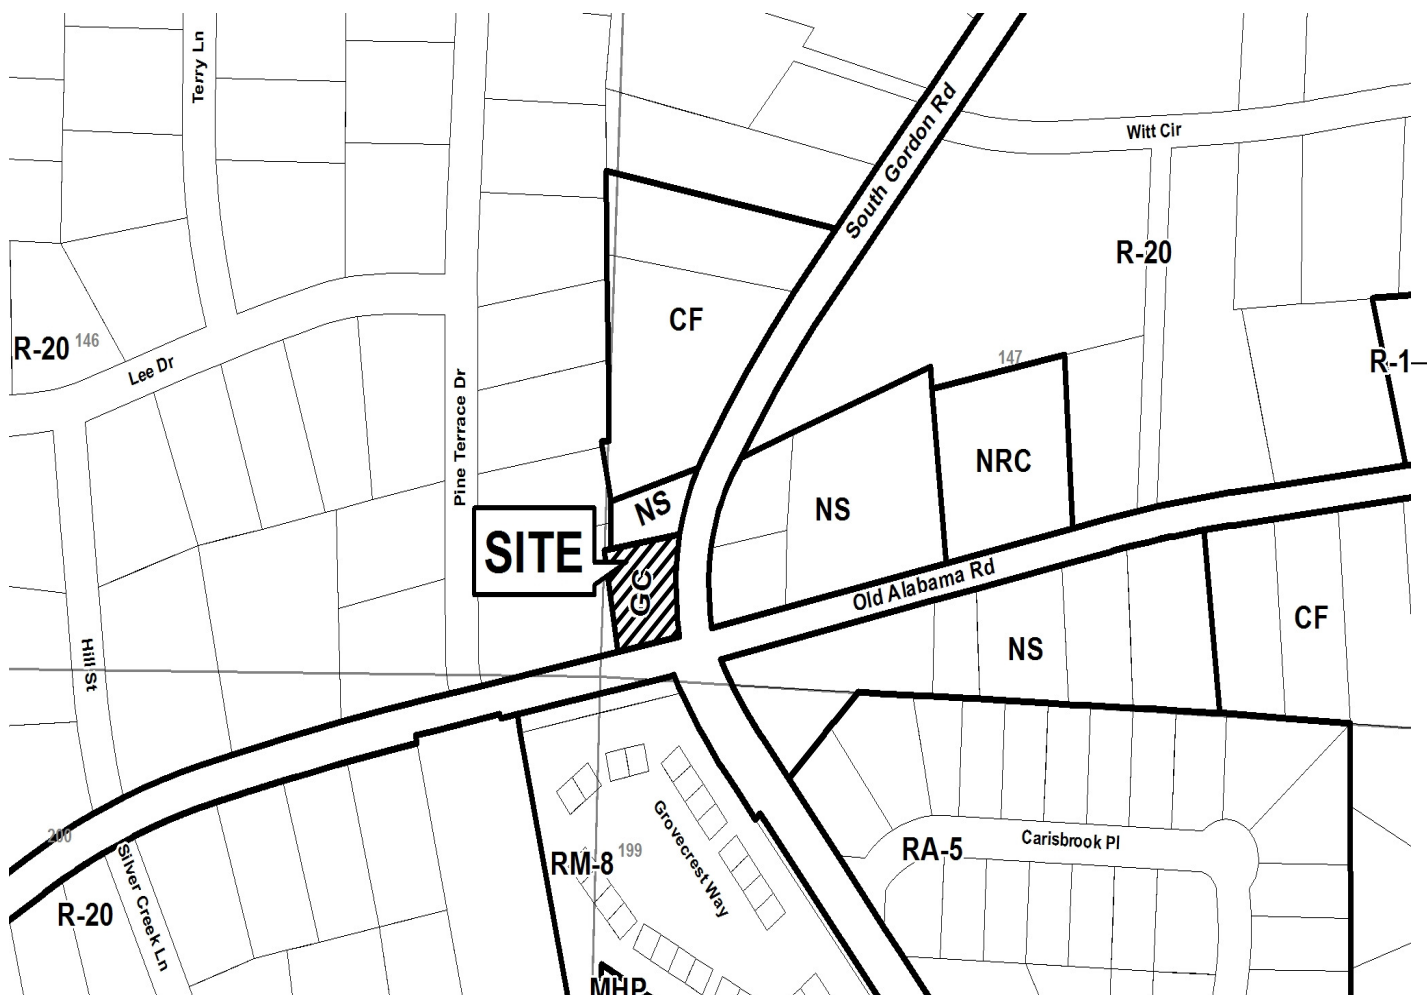 Terry Ln
South Gordon Rd
Witt Cir
R-20
CF
R-20
146
Lee Dr
147
R-1
Pine Terrace Dr
NRC
NS
NS
SITE
GC
Old Alabama Rd
CF
NS
Hill St
200
Silver Creek Ln
Grovecrest Way
Carisbrook Pl
RA-5
RM-8
199
R-20
MHP